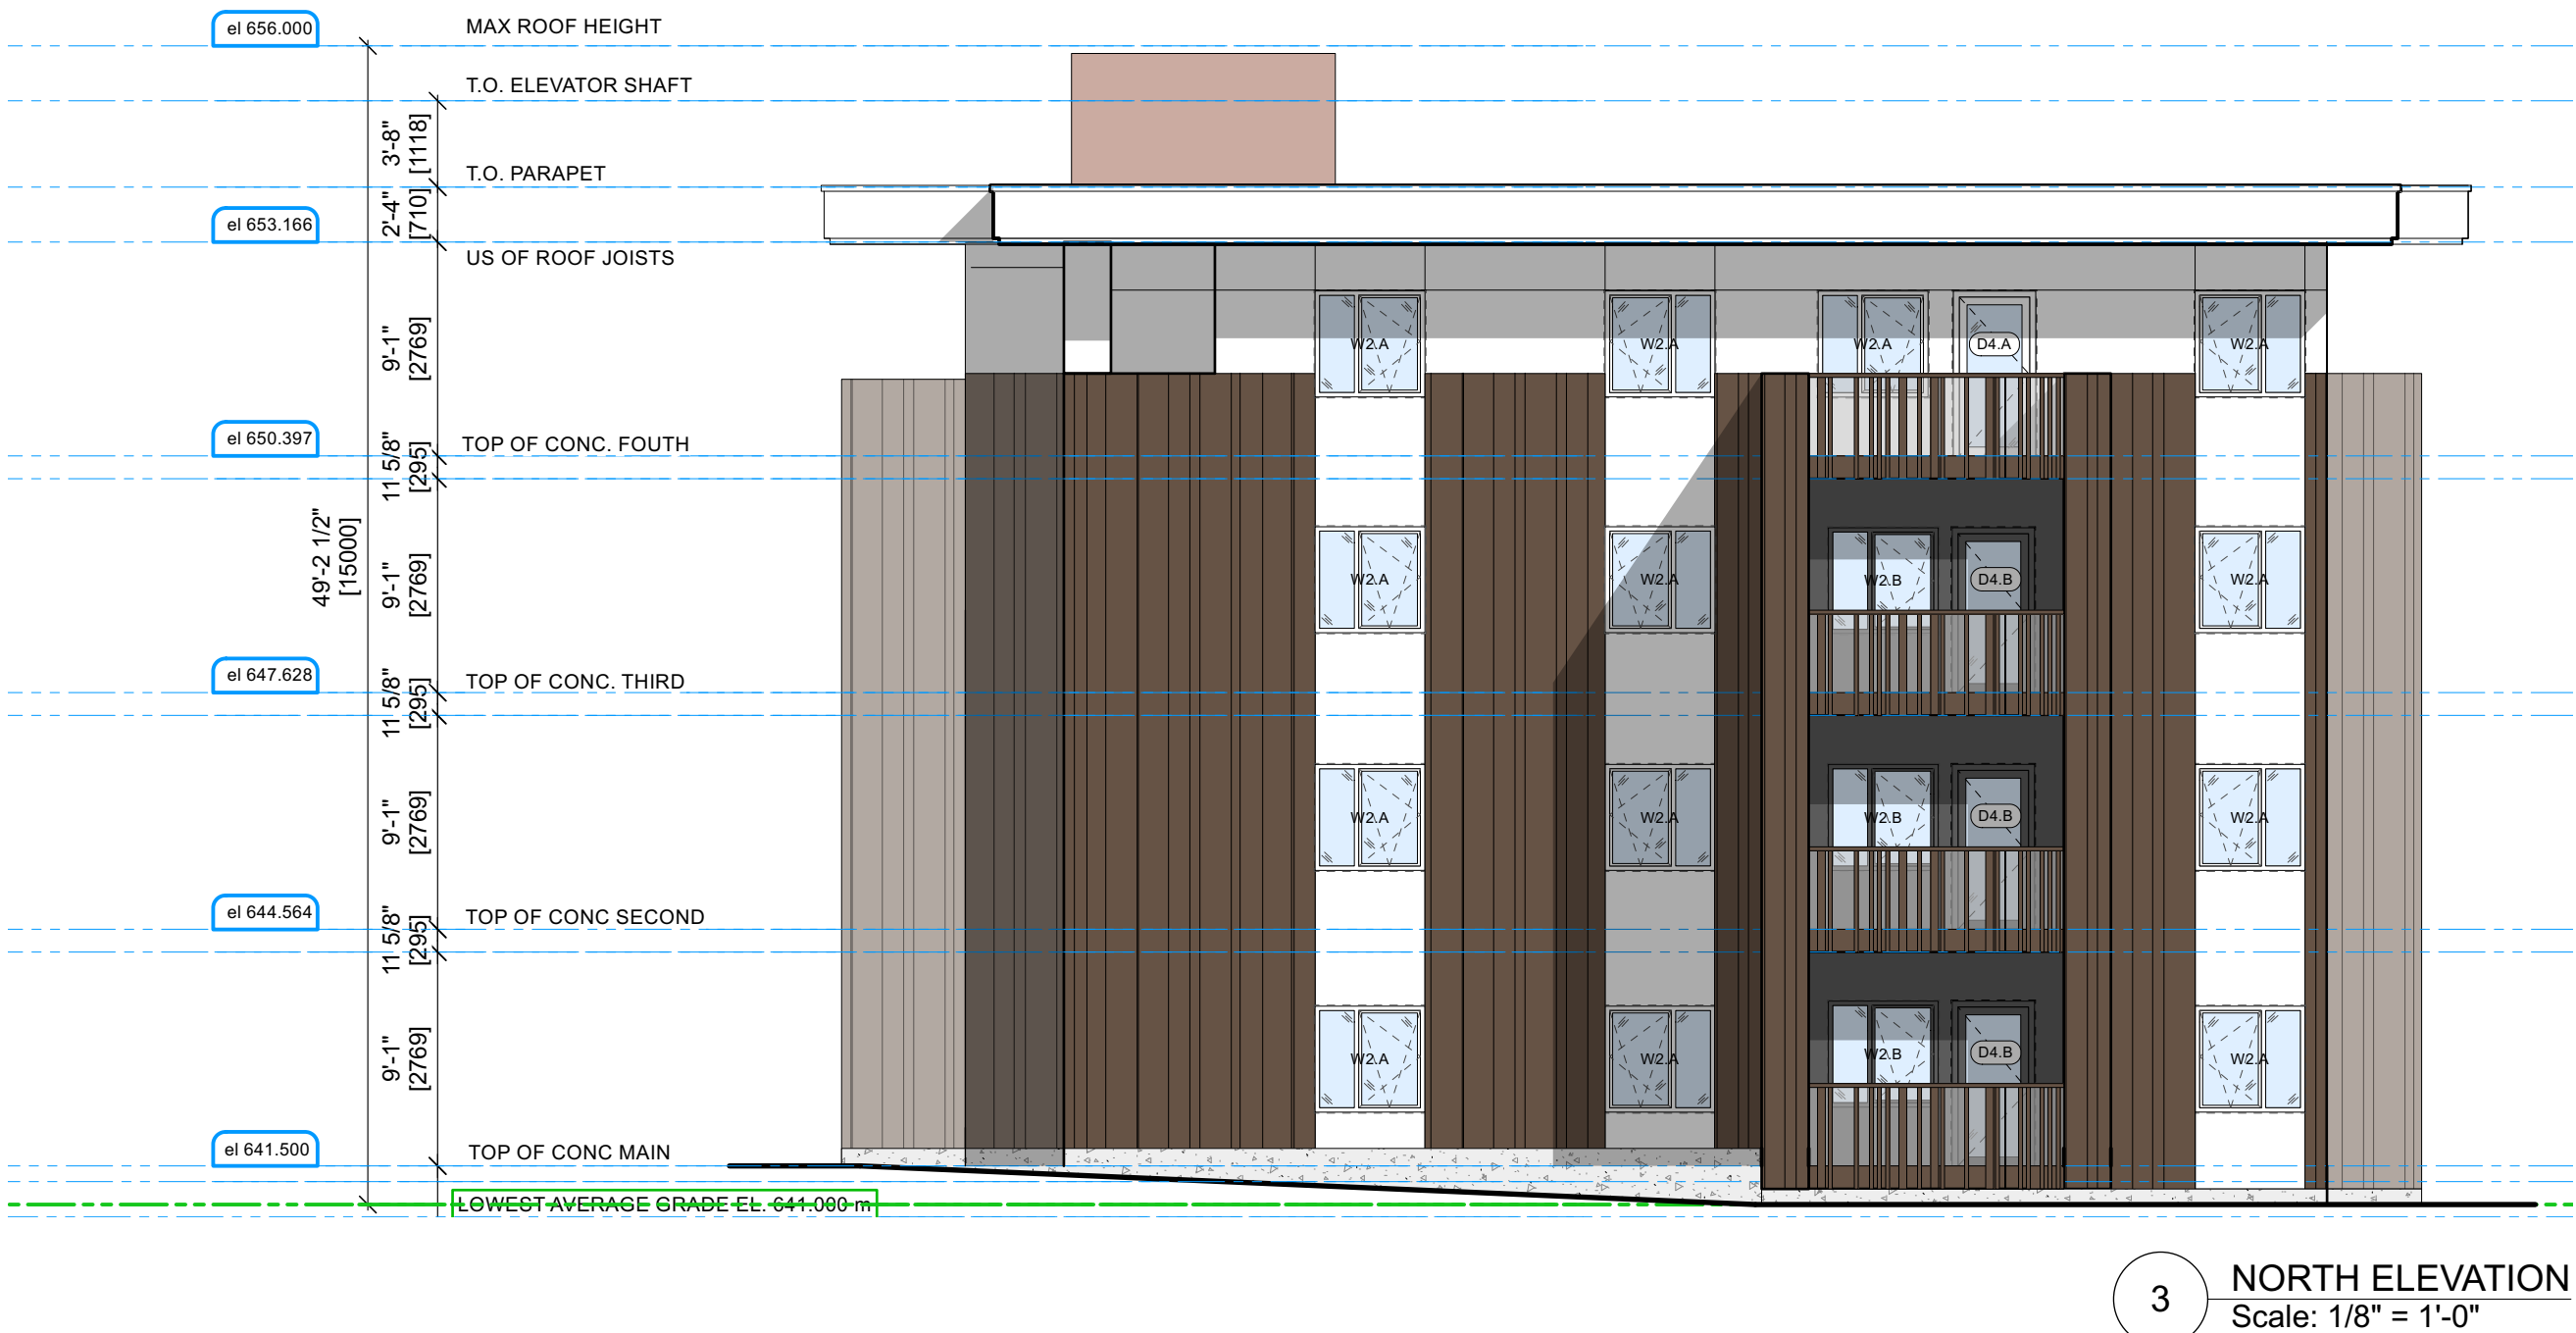 el 656.000
MAX ROOF HEIGHT
T.O. ELEVATOR SHAFT
3'-8"
[1118]
T.O. PARAPET
2'-4"
[710]
el 653.166
US OF ROOF JOISTS
9'-1"
[2769]
W2.A
W2.A
W2.A
D4.A
W2.A
el 650.397
TOP OF CONC. FOUTH
11 5/8"
[295]
49'-2 1/2"
[15000]
9'-1"
[2769]
W2.A
W2.A
W2.B
D4.B
W2.A
el 647.628
TOP OF CONC. THIRD
11 5/8"
[295]
9'-1"
[2769]
W2.A
W2.A
W2.B
D4.B
W2.A
el 644.564
TOP OF CONC SECOND
11 5/8"
[295]
9'-1"
[2769]
W2.A
W2.A
W2.B
D4.B
W2.A
el 641.500
TOP OF CONC MAIN
LOWEST AVERAGE GRADE EL. 641.000 m
3
NORTH ELEVATION
Scale: 1/8" = 1'-0"